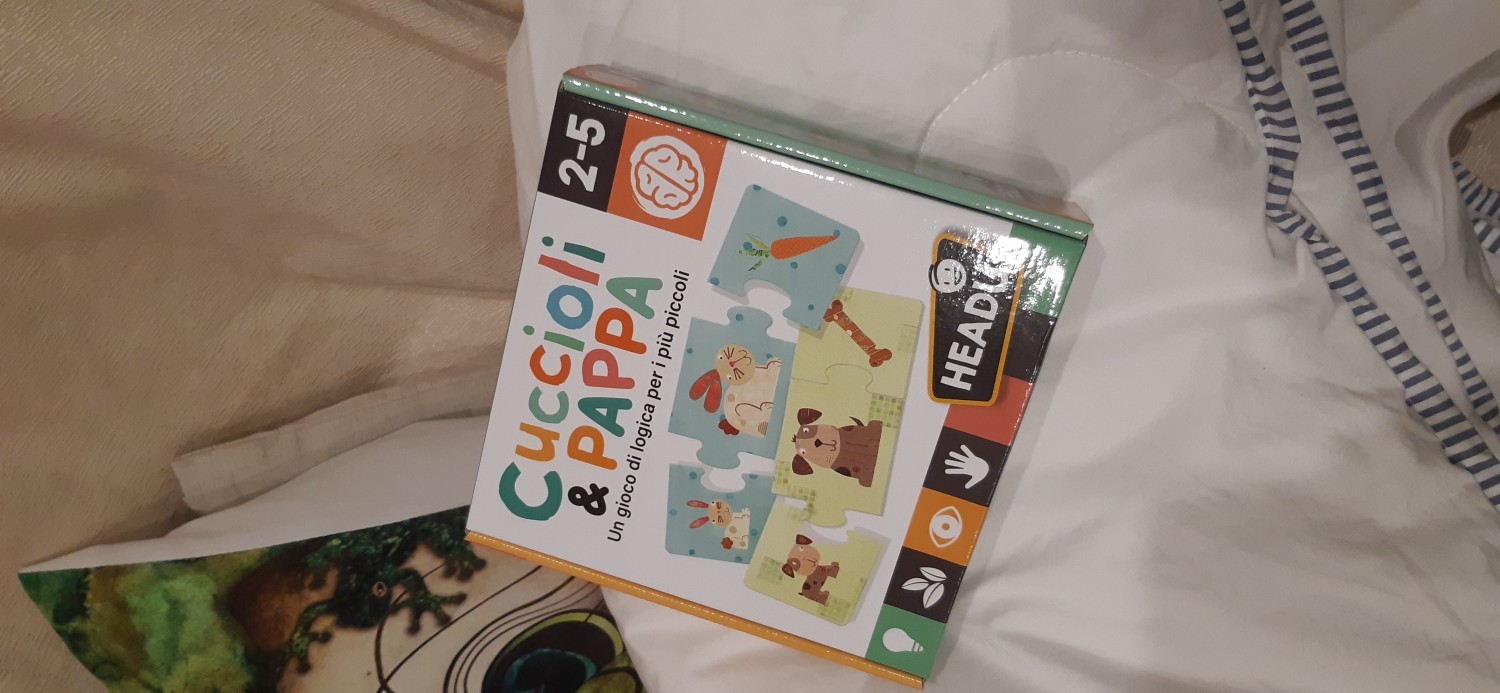 2-5
Cuccioli
& PAPPA
Un gioco di logica per i più piccoli
HEADU